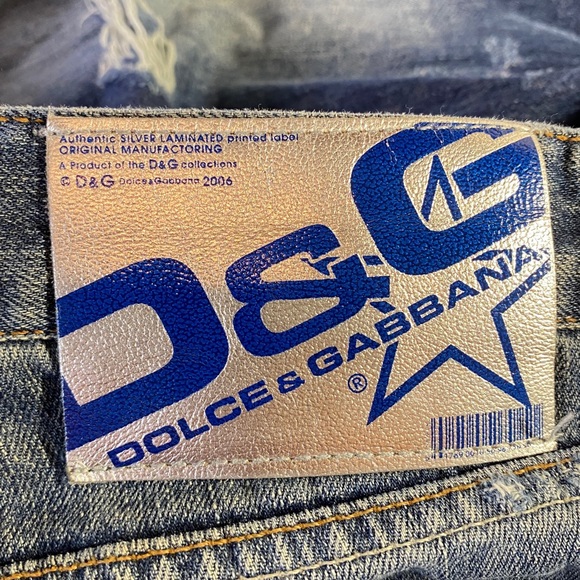 Authentic SILVER LAMINATED printed label
ORIGINAL MANUFACTORING
A Product of the D&G collections
© D&G Dolce&Gabbana 2006
D&G
DOLCE & GABBANA
®